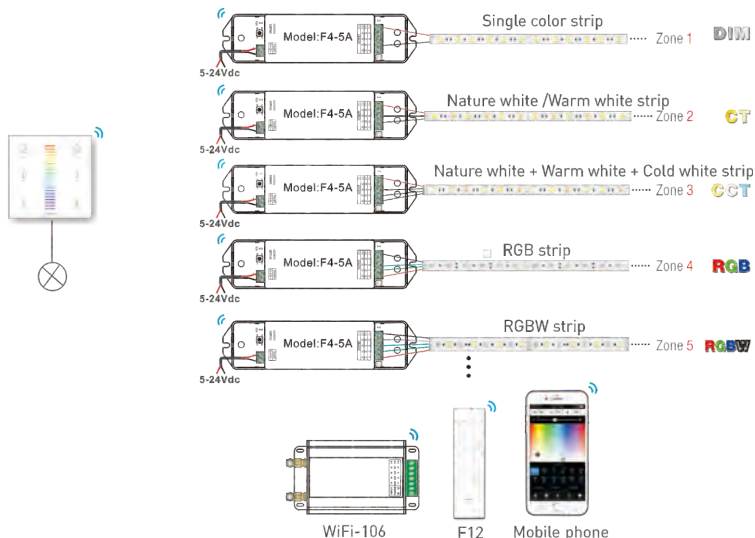 Single color strip
Model:F4-5A
Zone 1
DIM
5-24Vdc
Nature white /Warm white strip
Model:F4-5A
Zone 2
CT
5-24Vdc
Nature white + Warm white + Cold white strip
Model:F4-5A
Zone 3
CCT
5-24Vdc
RGB strip
Model:F4-5A
Zone 4
RGB
5-24Vdc
RGBW strip
Model:F4-5A
Zone 5
RGBW
5-24Vdc
WiFi-106
F12
Mobile phone